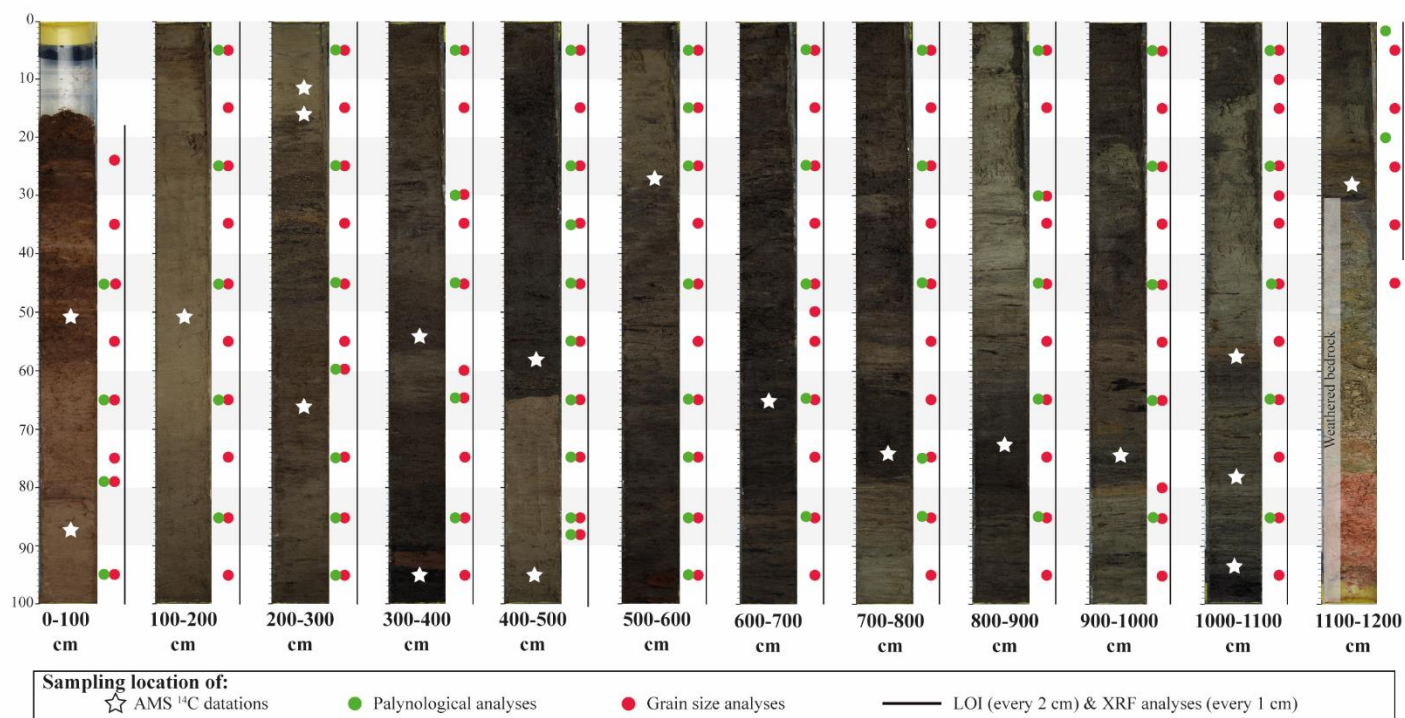 0
10
20
30
40
50
60
70
80
90
100
Weathered bedrock
0-100 cm
100-200 cm
200-300 cm
300-400 cm
400-500 cm
500-600 cm
600-700 cm
700-800 cm
800-900 cm
900-1000 cm
1000-1100 cm
1100-1200 cm
Sampling location of:
AMS ¹⁴C datations
Palynological analyses
Grain size analyses
LOI (every 2 cm) & XRF analyses (every 1 cm)